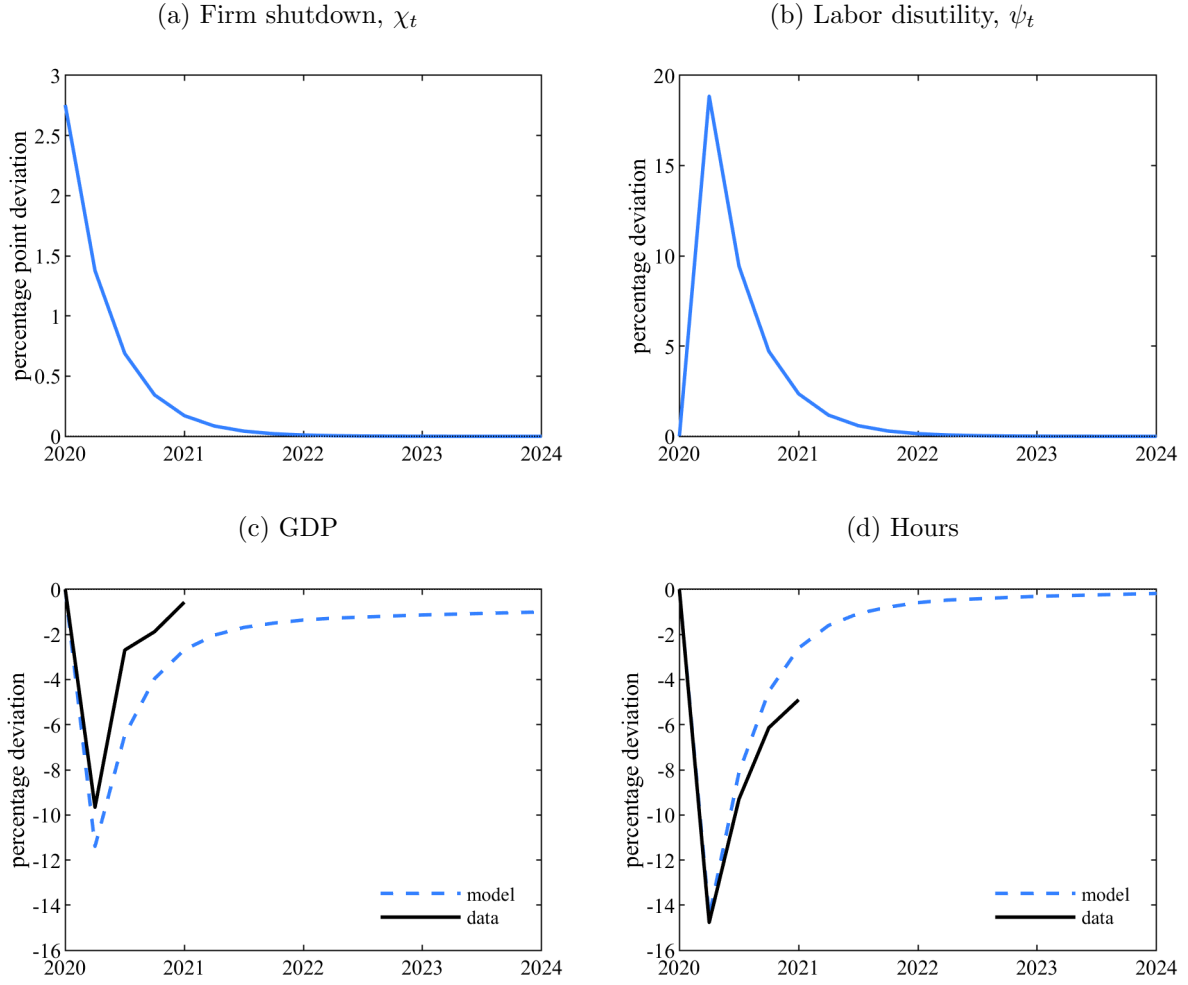 (a) Firm shutdown, χt
(b) Labor disutility, ψt
percentage point deviation
3
2.5
2
1.5
1
0.5
0
2020 2021 2022 2023 2024
percentage deviation
20
15
10
5
0
2020 2021 2022 2023 2024
(c) GDP
(d) Hours
percentage deviation
0
-2
-4
-6
-8
-10
-12
-14
-16
2020 2021 2022 2023 2024
model
data
percentage deviation
0
-2
-4
-6
-8
-10
-12
-14
-16
2020 2021 2022 2023 2024
model
data